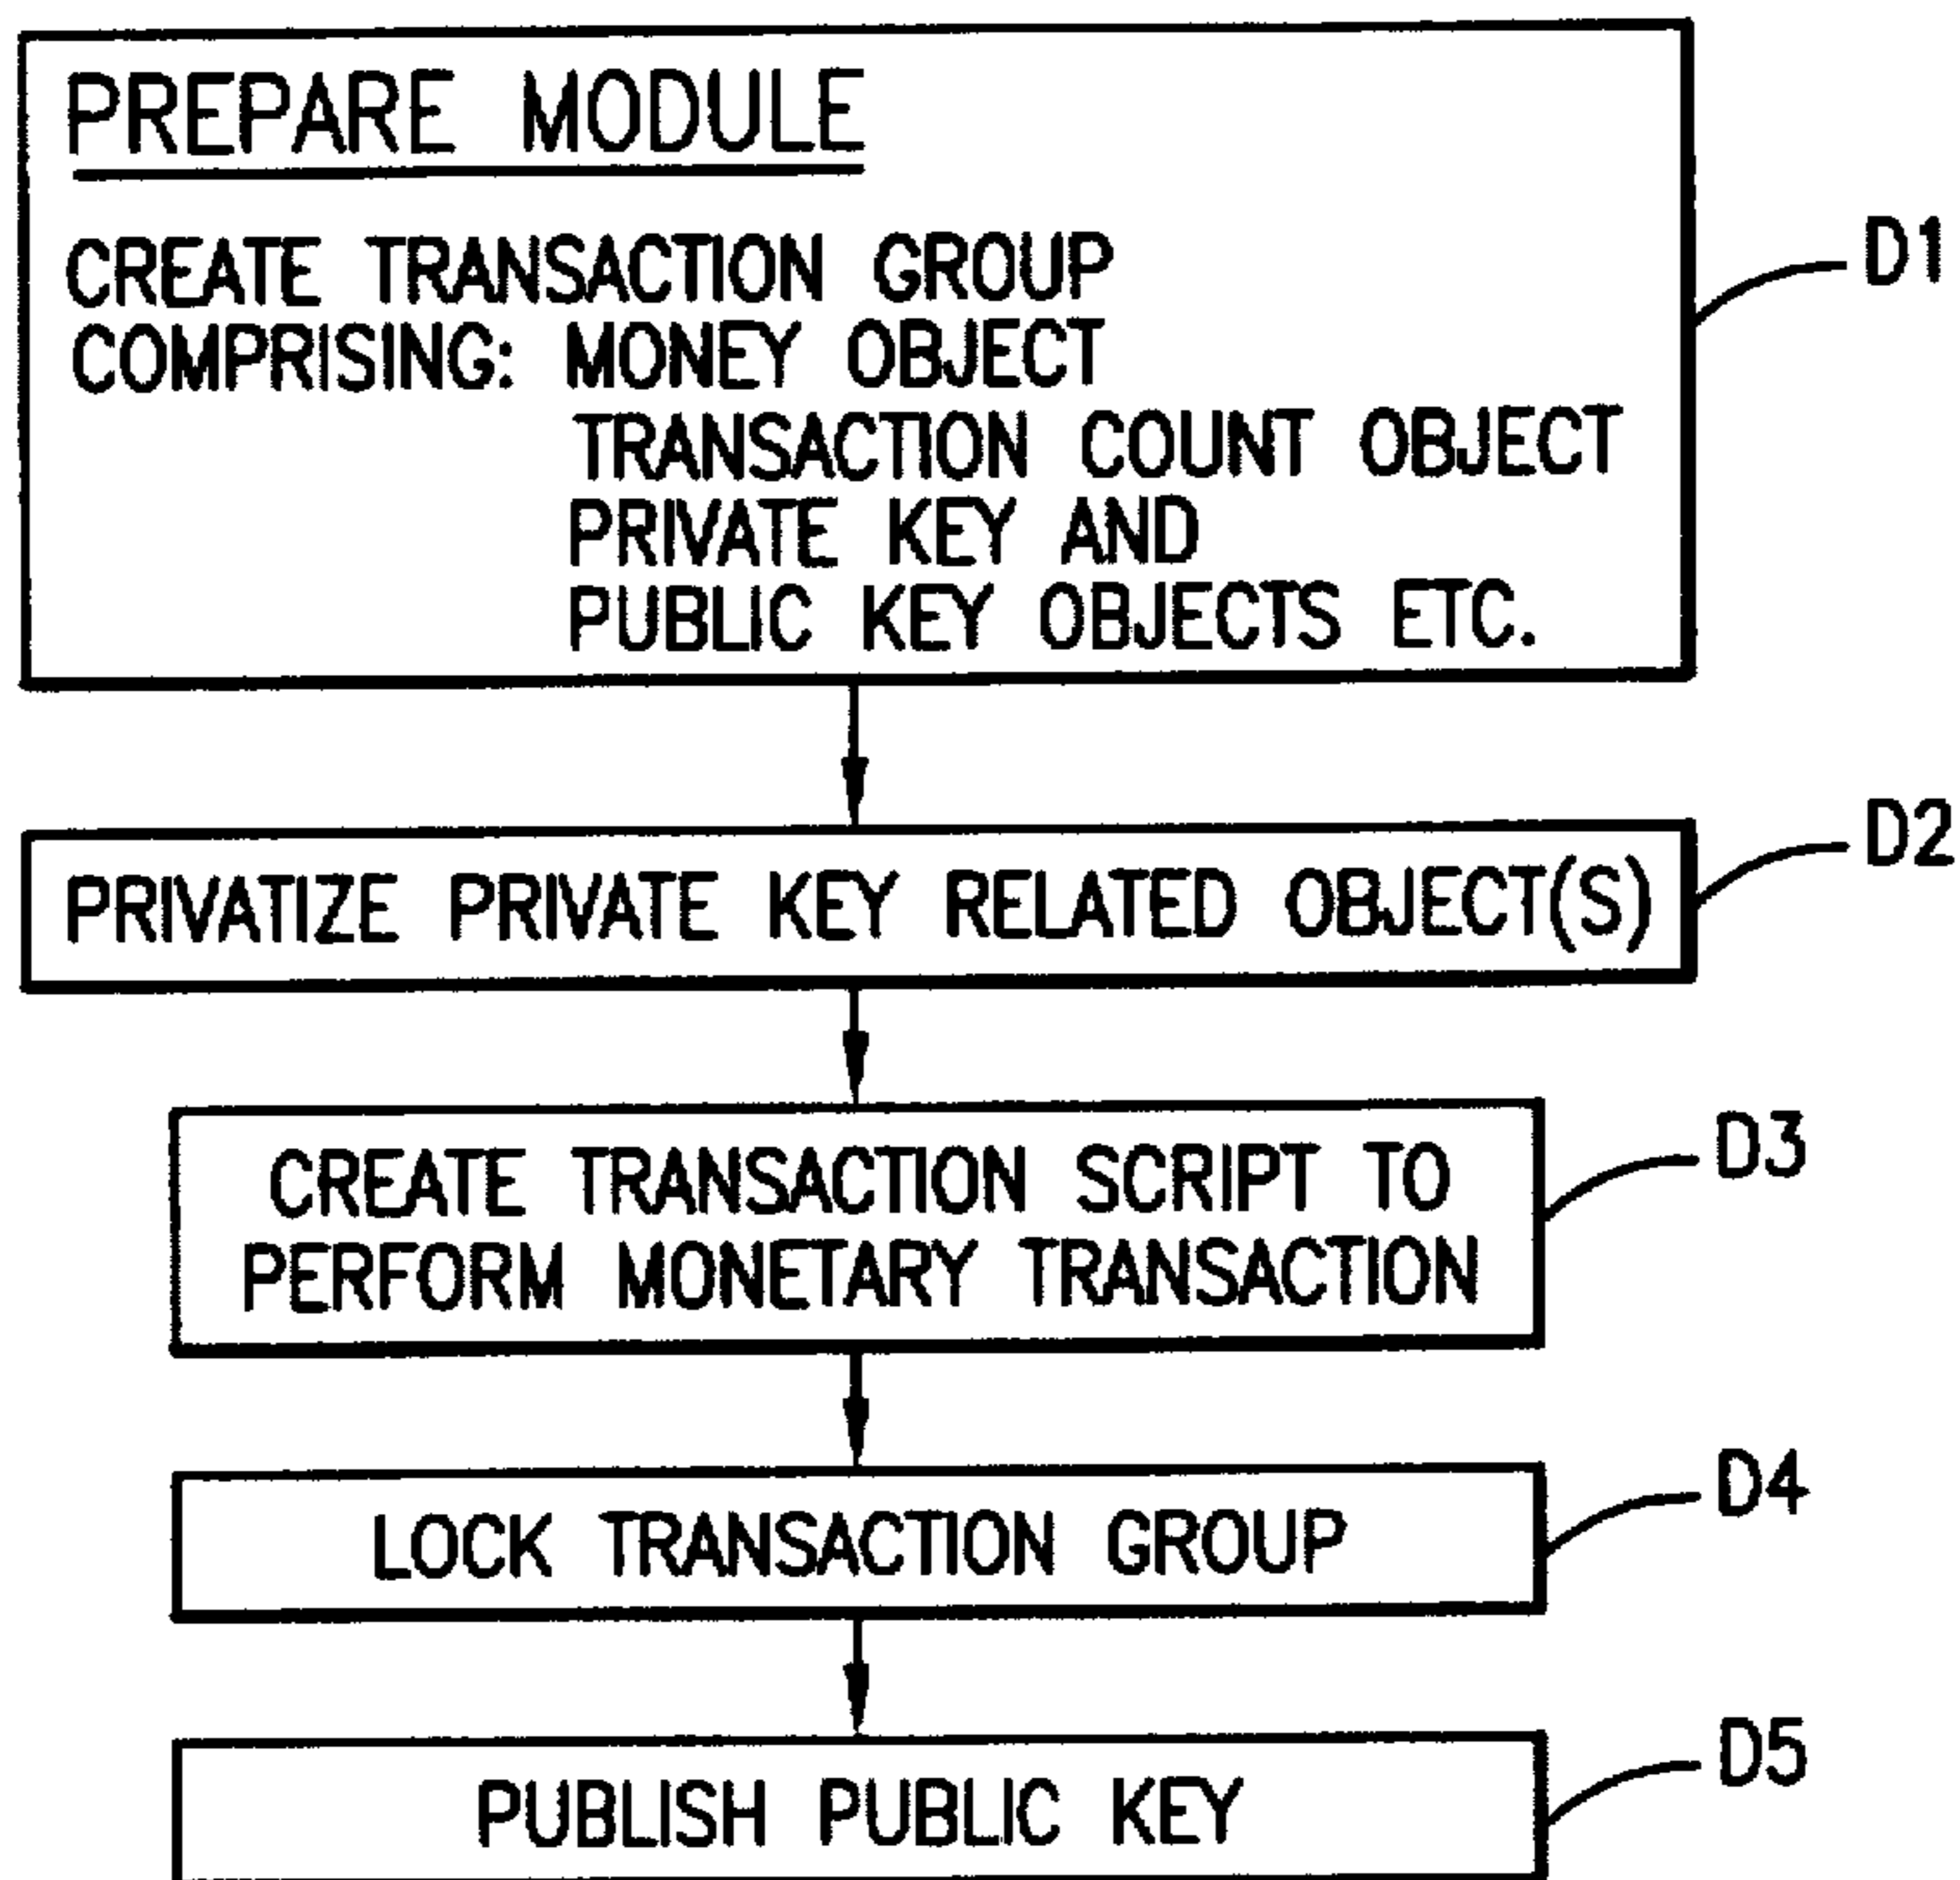 PREPARE MODULE
CREATE TRANSACTION GROUP
COMPRISING: MONEY OBJECT
TRANSACTION COUNT OBJECT
PRIVATE KEY AND
PUBLIC KEY OBJECTS ETC.
D1
PRIVATIZE PRIVATE KEY RELATED OBJECT(S)
D2
CREATE TRANSACTION SCRIPT TO
PERFORM MONETARY TRANSACTION
D3
LOCK TRANSACTION GROUP
D4
PUBLISH PUBLIC KEY
D5